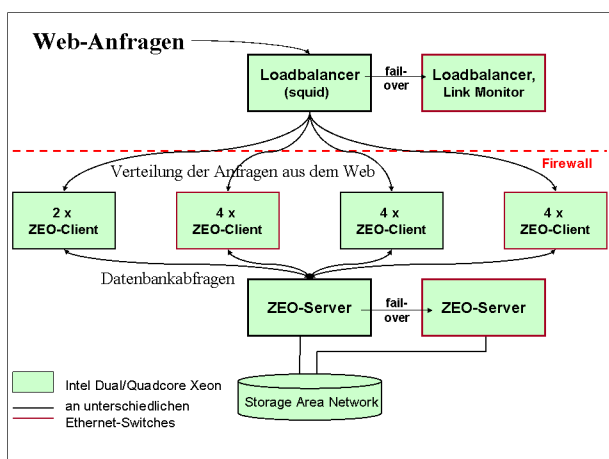 Web-Anfragen
Loadbalancer
(squid)
fail-
over
Loadbalancer,
Link Monitor
Firewall
Verteilung der Anfragen aus dem Web
2 x
ZEO-Client
4 x
ZEO-Client
4 x
ZEO-Client
4 x
ZEO-Client
Datenbankabfragen
ZEO-Server
fail-
over
ZEO-Server
Intel Dual/Quadcore Xeon
an unterschiedlichen
Ethernet-Switches
Storage Area Network